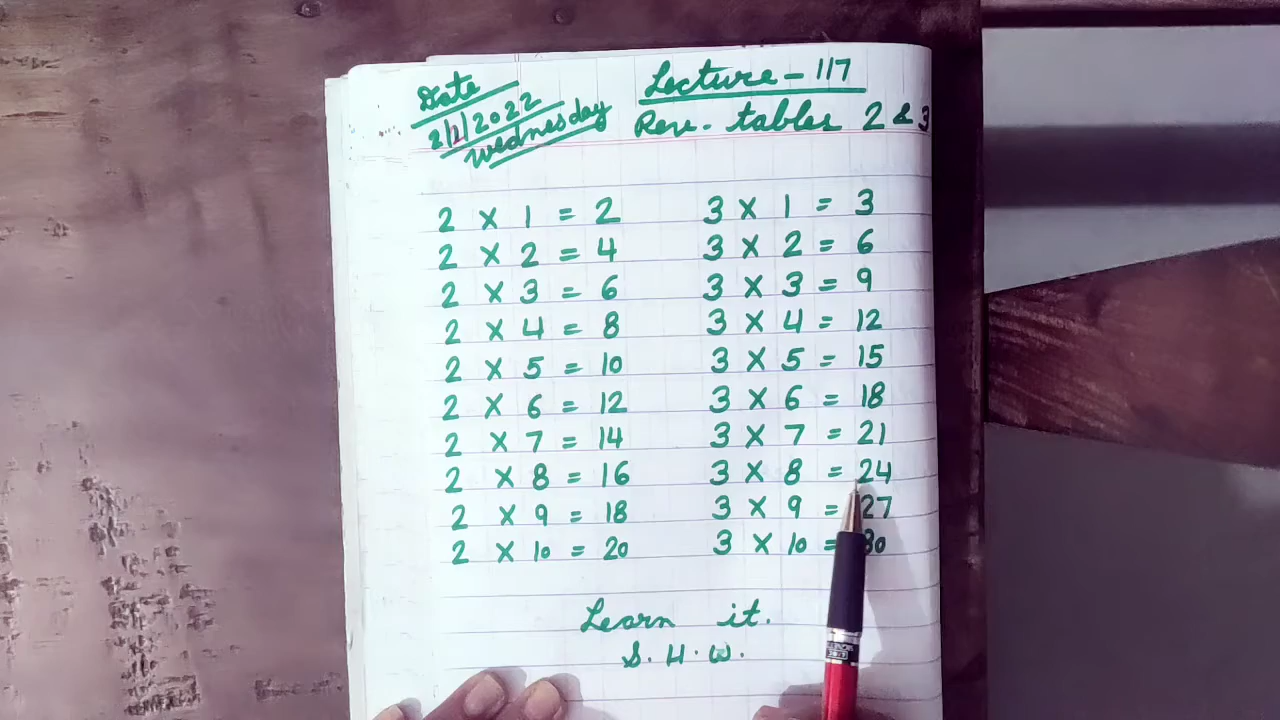 Date
2/2/2022
Wednesday
Lecture - 117
Rev. tables 2 & 3
2 X 1 = 2
2 X 2 = 4
2 X 3 = 6
2 X 4 = 8
2 X 5 = 10
2 X 6 = 12
2 X 7 = 14
2 X 8 = 16
2 X 9 = 18
2 X 10 = 20
3 X 1 = 3
3 X 2 = 6
3 X 3 = 9
3 X 4 = 12
3 X 5 = 15
3 X 6 = 18
3 X 7 = 21
3 X 8 = 24
3 X 9 = 27
3 X 10 = 30
Learn it.
S. H. W.